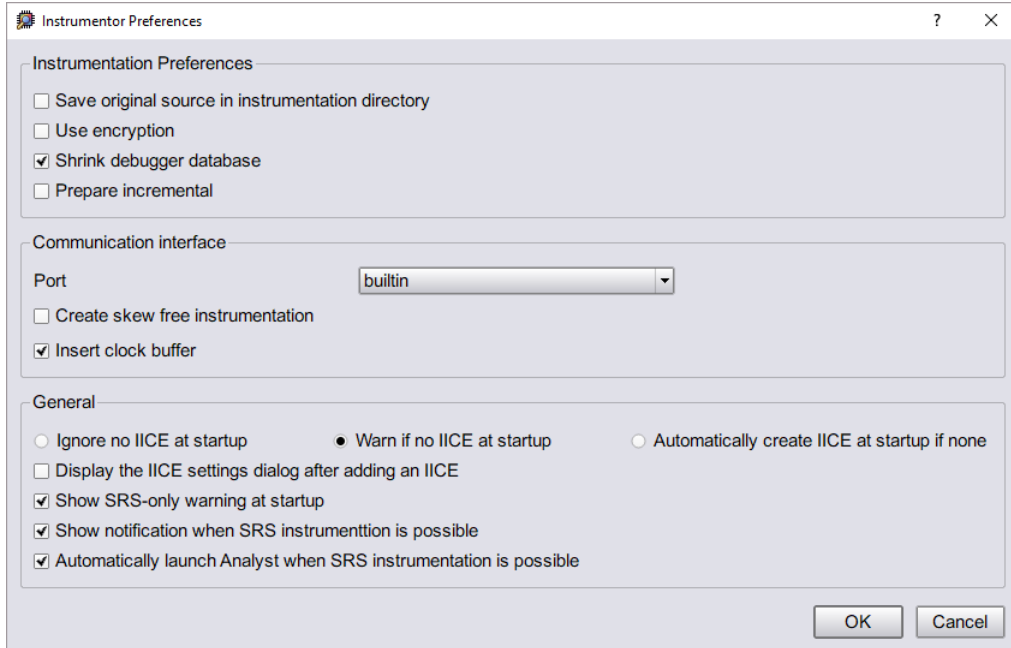 Instrumentor Preferences ?
Instrumentation Preferences
Save original source in instrumentation directory
Use encryption
Shrink debugger database
Prepare incremental
Communication interface
Port builtin
Create skew free instrumentation
Insert clock buffer
General
Ignore no IICE at startup Warn if no IICE at startup Automatically create IICE at startup if none
Display the IICE settings dialog after adding an IICE
Show SRS-only warning at startup
Show notification when SRS instrumenttion is possible
Automatically launch Analyst when SRS instrumentation is possible
OK Cancel